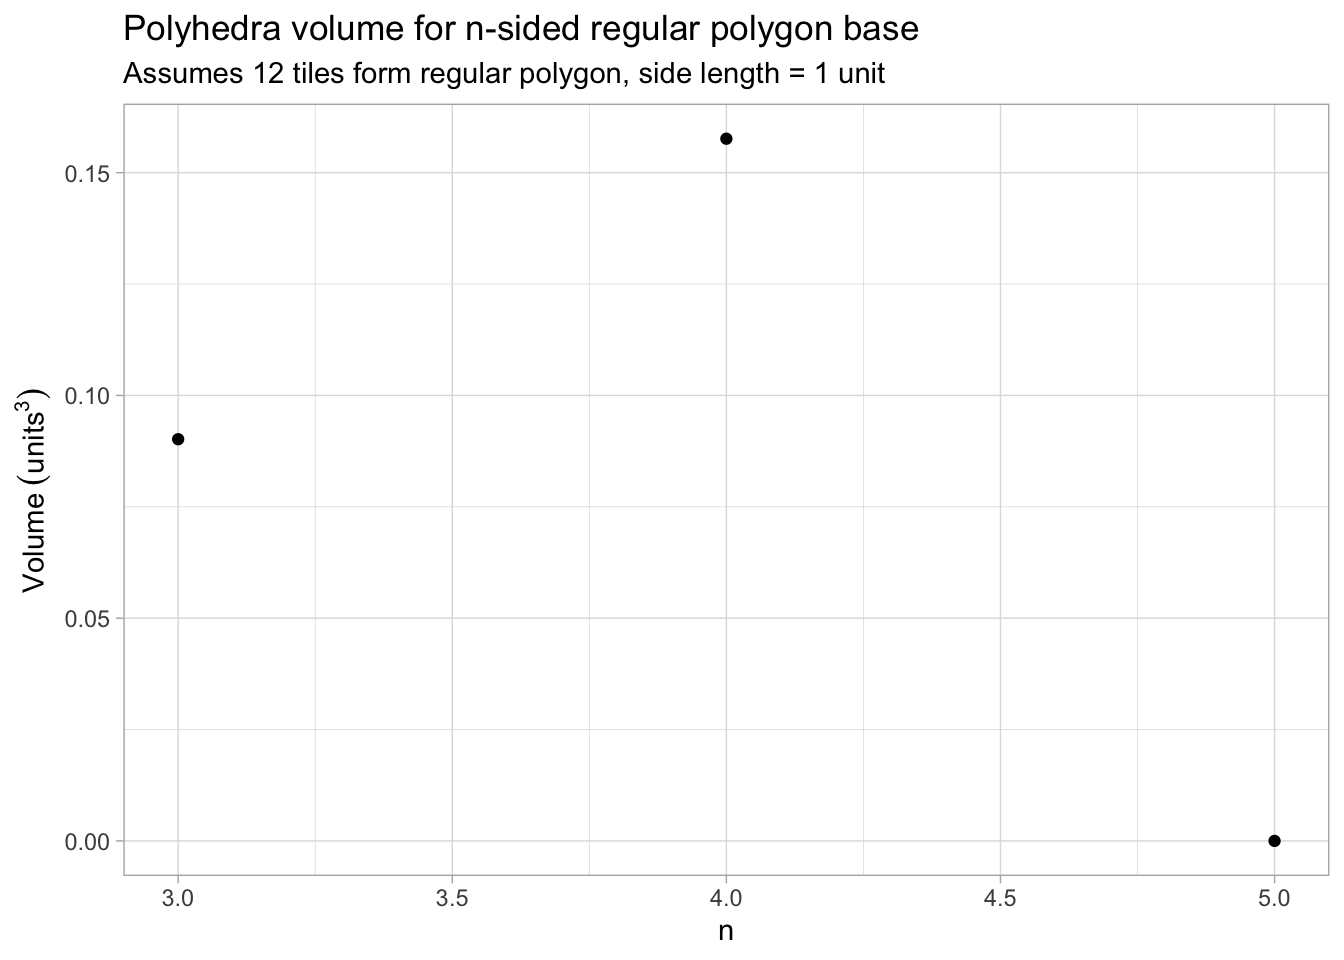 Polyhedra volume for n-sided regular polygon base
Assumes 12 tiles form regular polygon, side length = 1 unit
Volume (units³)
0.15
0.10
0.05
0.00
3.0 3.5 4.0 4.5 5.0
n